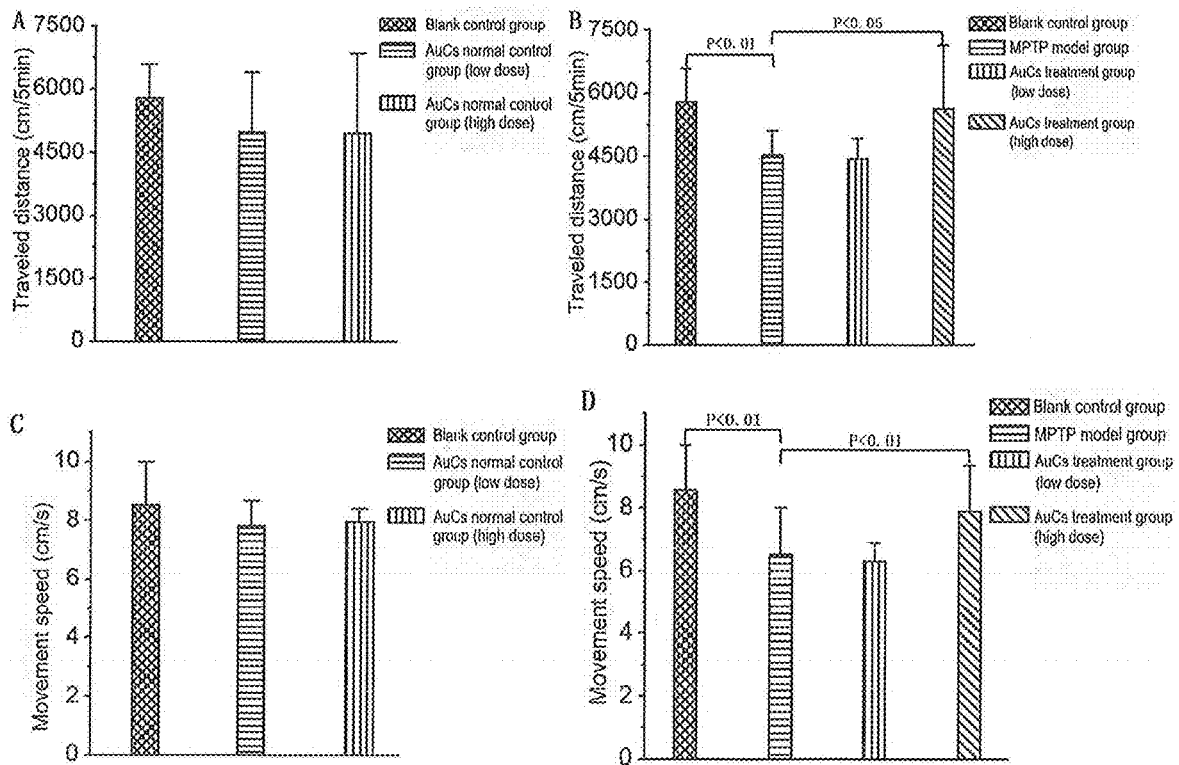 A
7500
6000
4500
3000
1500
0
Traveled distance (cm/5min)
Blank control group
AuCs normal control
group (low dose)
AuCs normal control
group (high dose)
B
7500
6000
4500
3000
1500
0
Traveled distance (cm/5min)
P<0. 01
P<0. 05
Blank control group
MPTP model group
AuCs treatment group
(low dose)
AuCs treatment group
(high dose)
C
10
8
6
4
2
0
Movement speed (cm/s)
Blank control group
AuCs normal control
group (low dose)
AuCs normal control
group (high dose)
D
10
8
6
4
2
0
Movement speed (cm/s)
P<0. 01
P<0. 01
Blank control group
MPTP model group
AuCs treatment group
(low dose)
AuCs treatment group
(high dose)